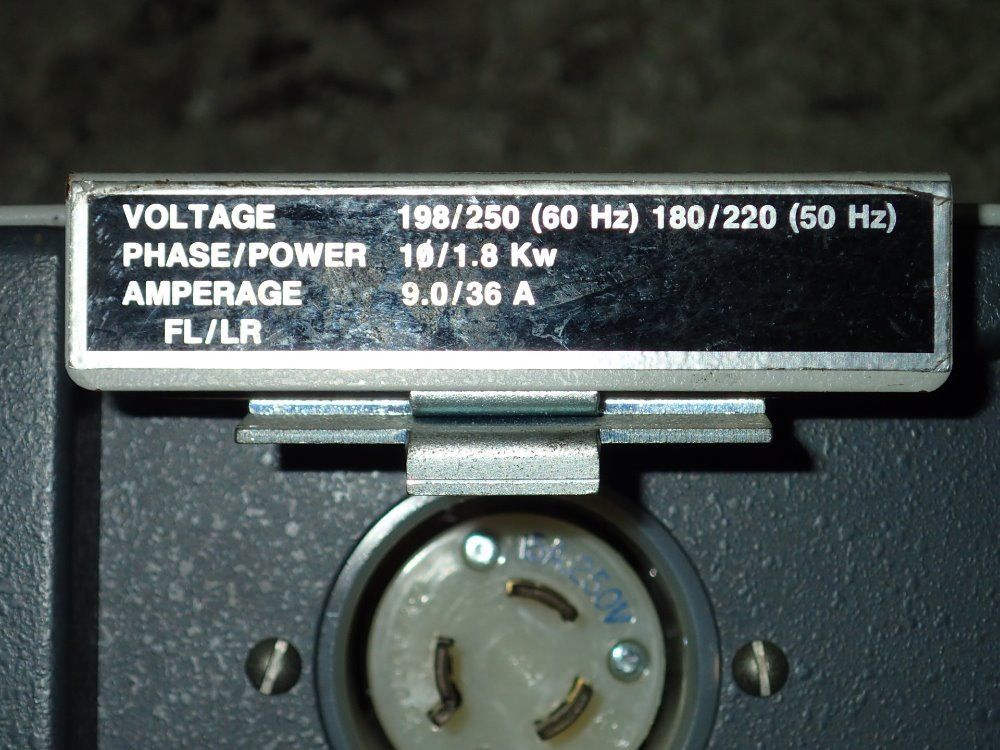 VOLTAGE 198/250 (60 Hz) 180/220 (50 Hz)
PHASE/POWER 1ø/1.8 Kw
AMPERAGE 9.0/36 A
FL/LR
15A-250V